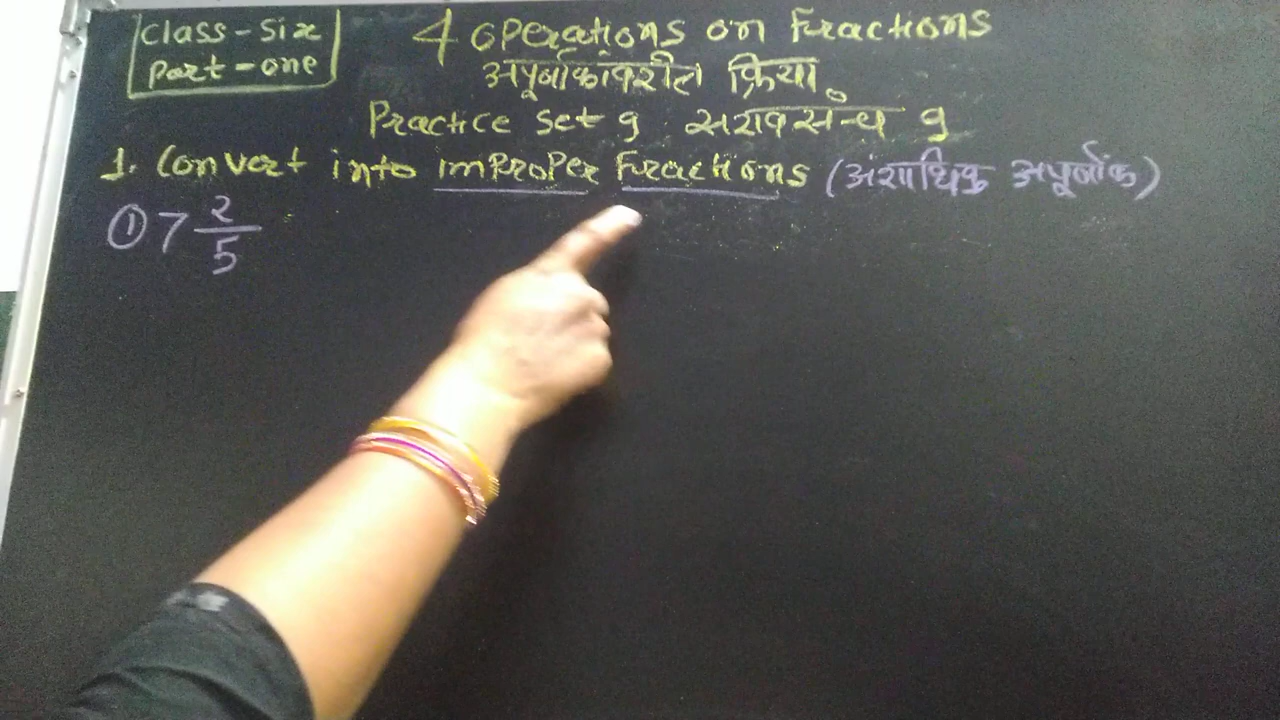 Class-Six
Part-one
4 Operations on Fractions
अपूर्णांकांवरील क्रिया
Practice Set 9 सरावसंच 9
1. Convert into improper Fractions (अंशाधिक अपूर्णांक)
① 7 2/5